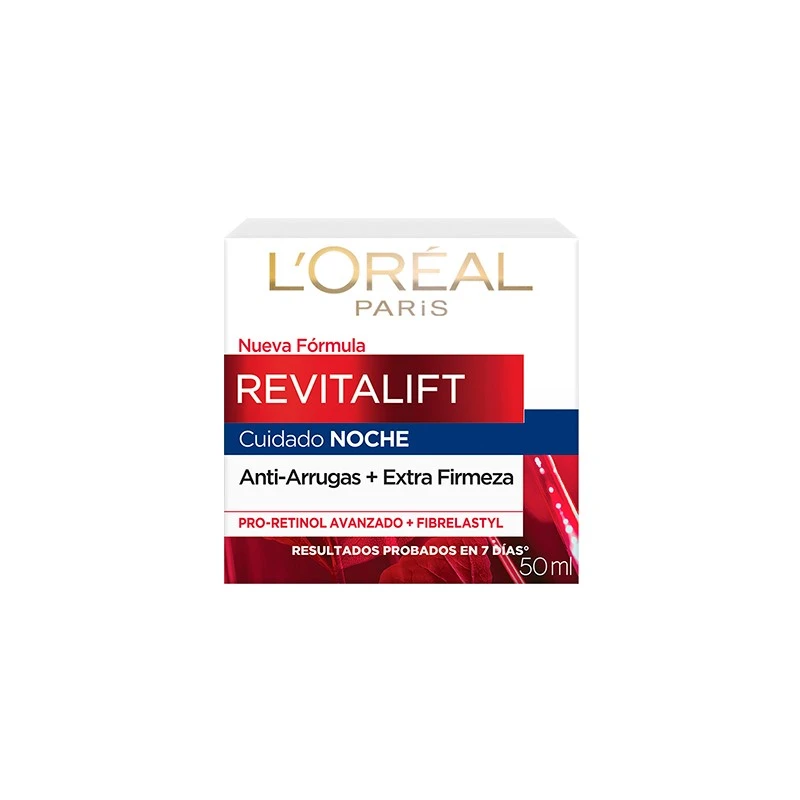 L'ORÉAL
PARiS
Nueva Fórmula
REVITALIFT
Cuidado NOCHE
Anti-Arrugas + Extra Firmeza
PRO-RETINOL AVANZADO + FIBRELASTYL
RESULTADOS PROBADOS EN 7 DÍAS°
50ml